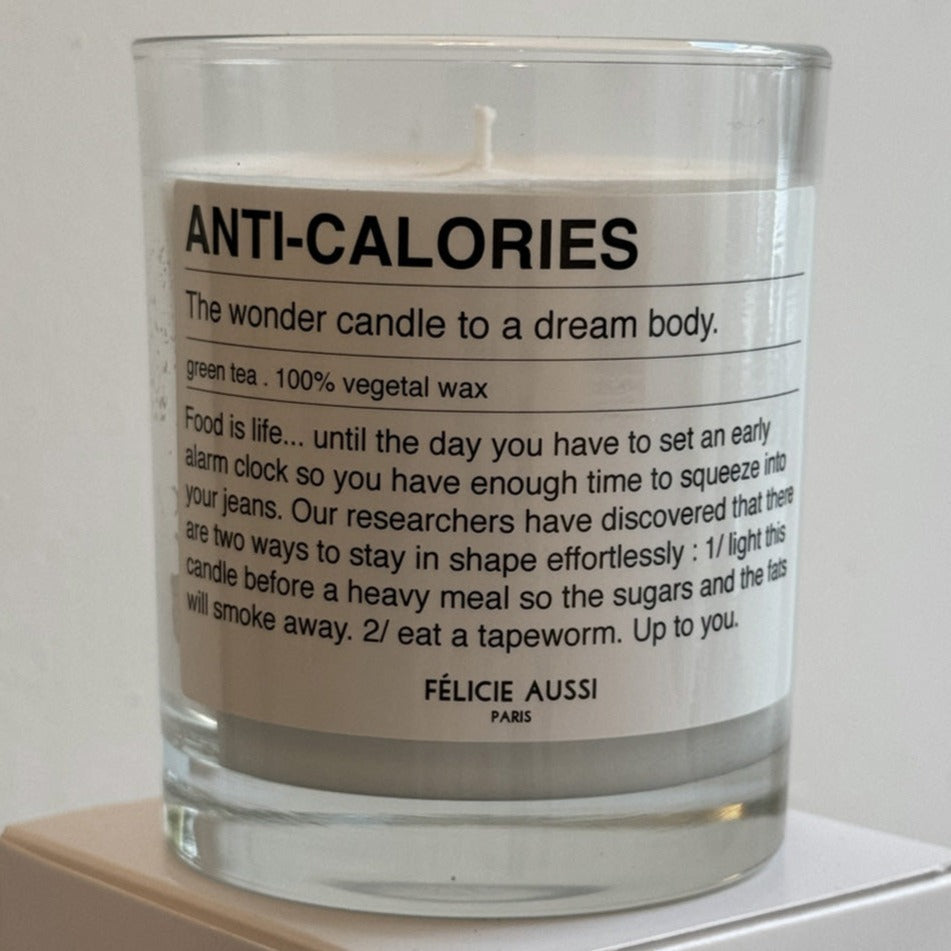 ANTI-CALORIES
The wonder candle to a dream body.
green tea . 100% vegetal wax
Food is life... until the day you have to set an early
alarm clock so you have enough time to squeeze into
your jeans. Our researchers have discovered that there
are two ways to stay in shape effortlessly : 1/ light this
candle before a heavy meal so the sugars and the fats
will smoke away. 2/ eat a tapeworm. Up to you.
FÉLICIE AUSSI
PARIS